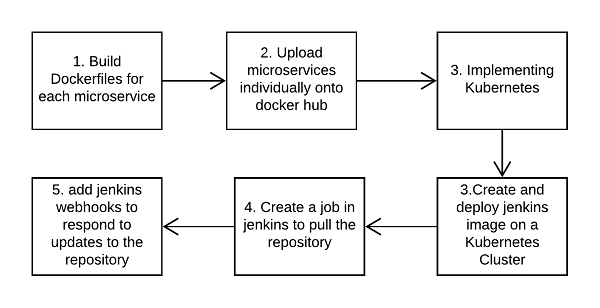 1. Build
Dockerfiles for
each microservice
2. Upload
microservices
individually onto
docker hub
3. Implementing
Kubernetes
3.Create and
deploy jenkins
image on a
Kubernetes
Cluster
4. Create a job in
jenkins to pull the
repository
5. add jenkins
webhooks to
respond to
updates to the
repository